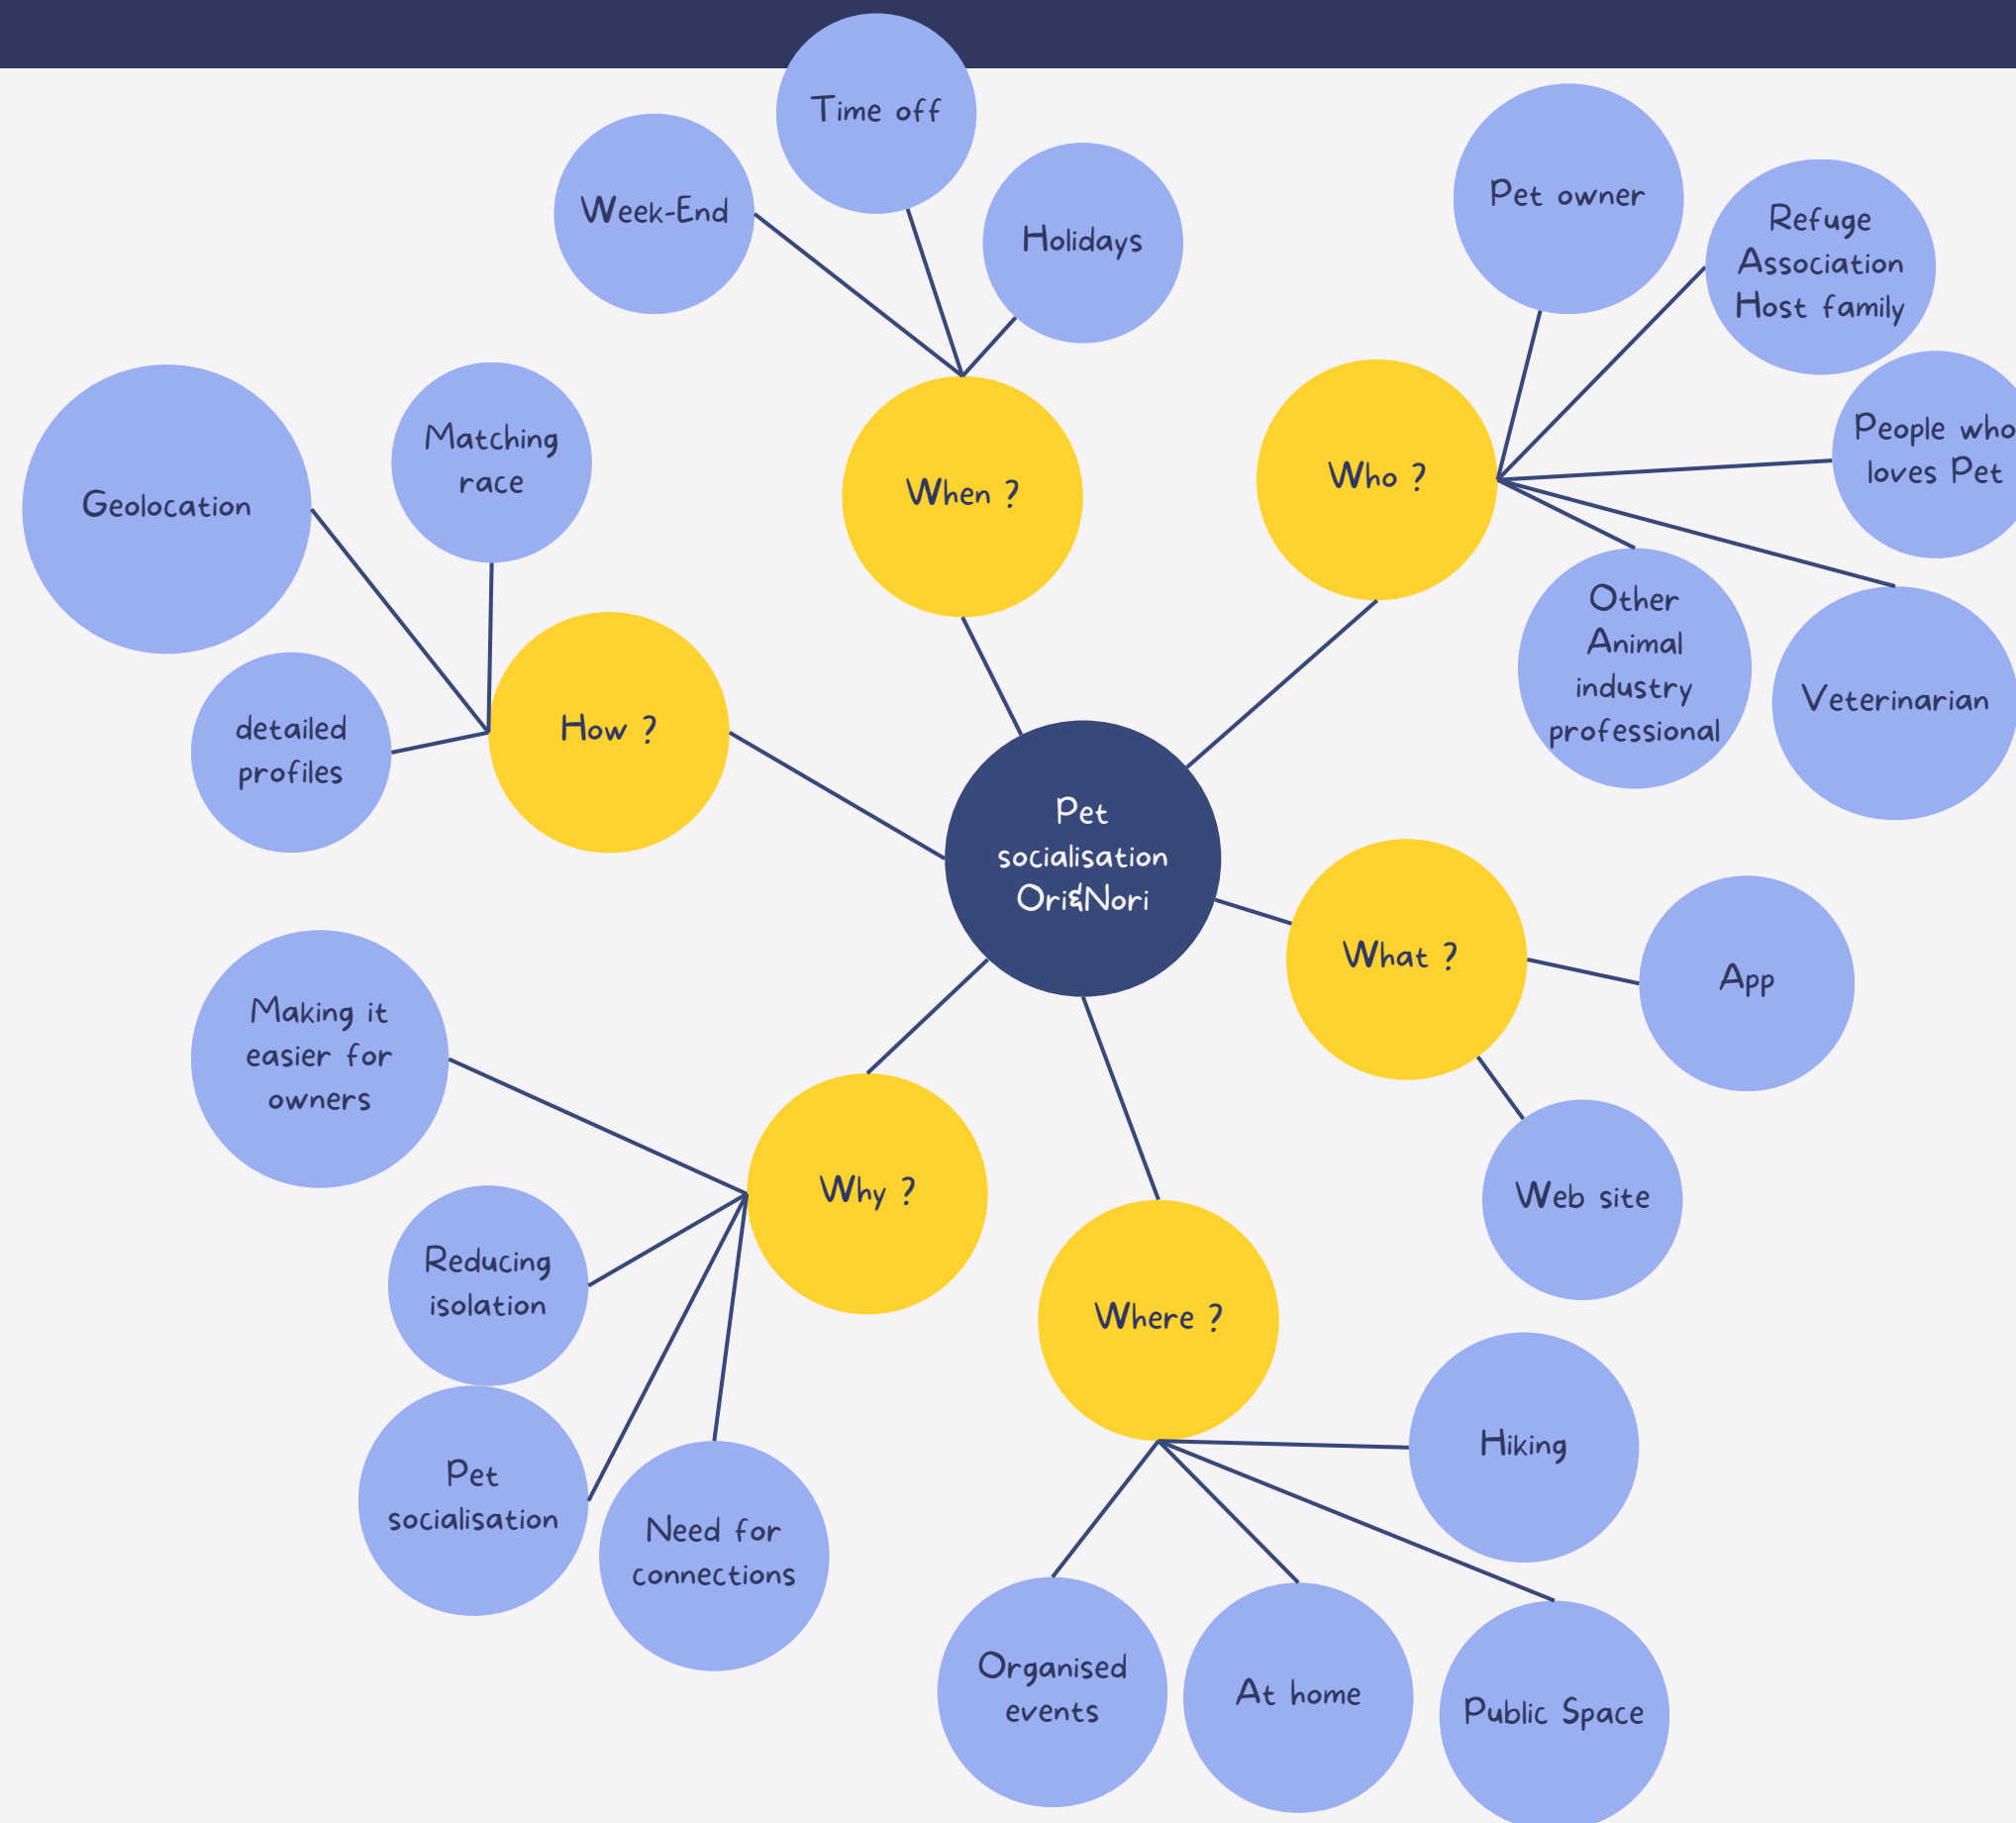 Time off
Week-End
Holidays
Pet owner
Refuge
Association
Host family
People who
loves Pet
Matching
race
Geolocation
When ?
Who ?
Other
Animal
industry
professional
Veterinarian
detailed
profiles
How ?
Pet
socialisation
Ori&Nori
What ?
App
Making it
easier for
owners
Why ?
Web site
Reducing
isolation
Where ?
Hiking
Pet
socialisation
Need for
connections
Organised
events
At home
Public Space